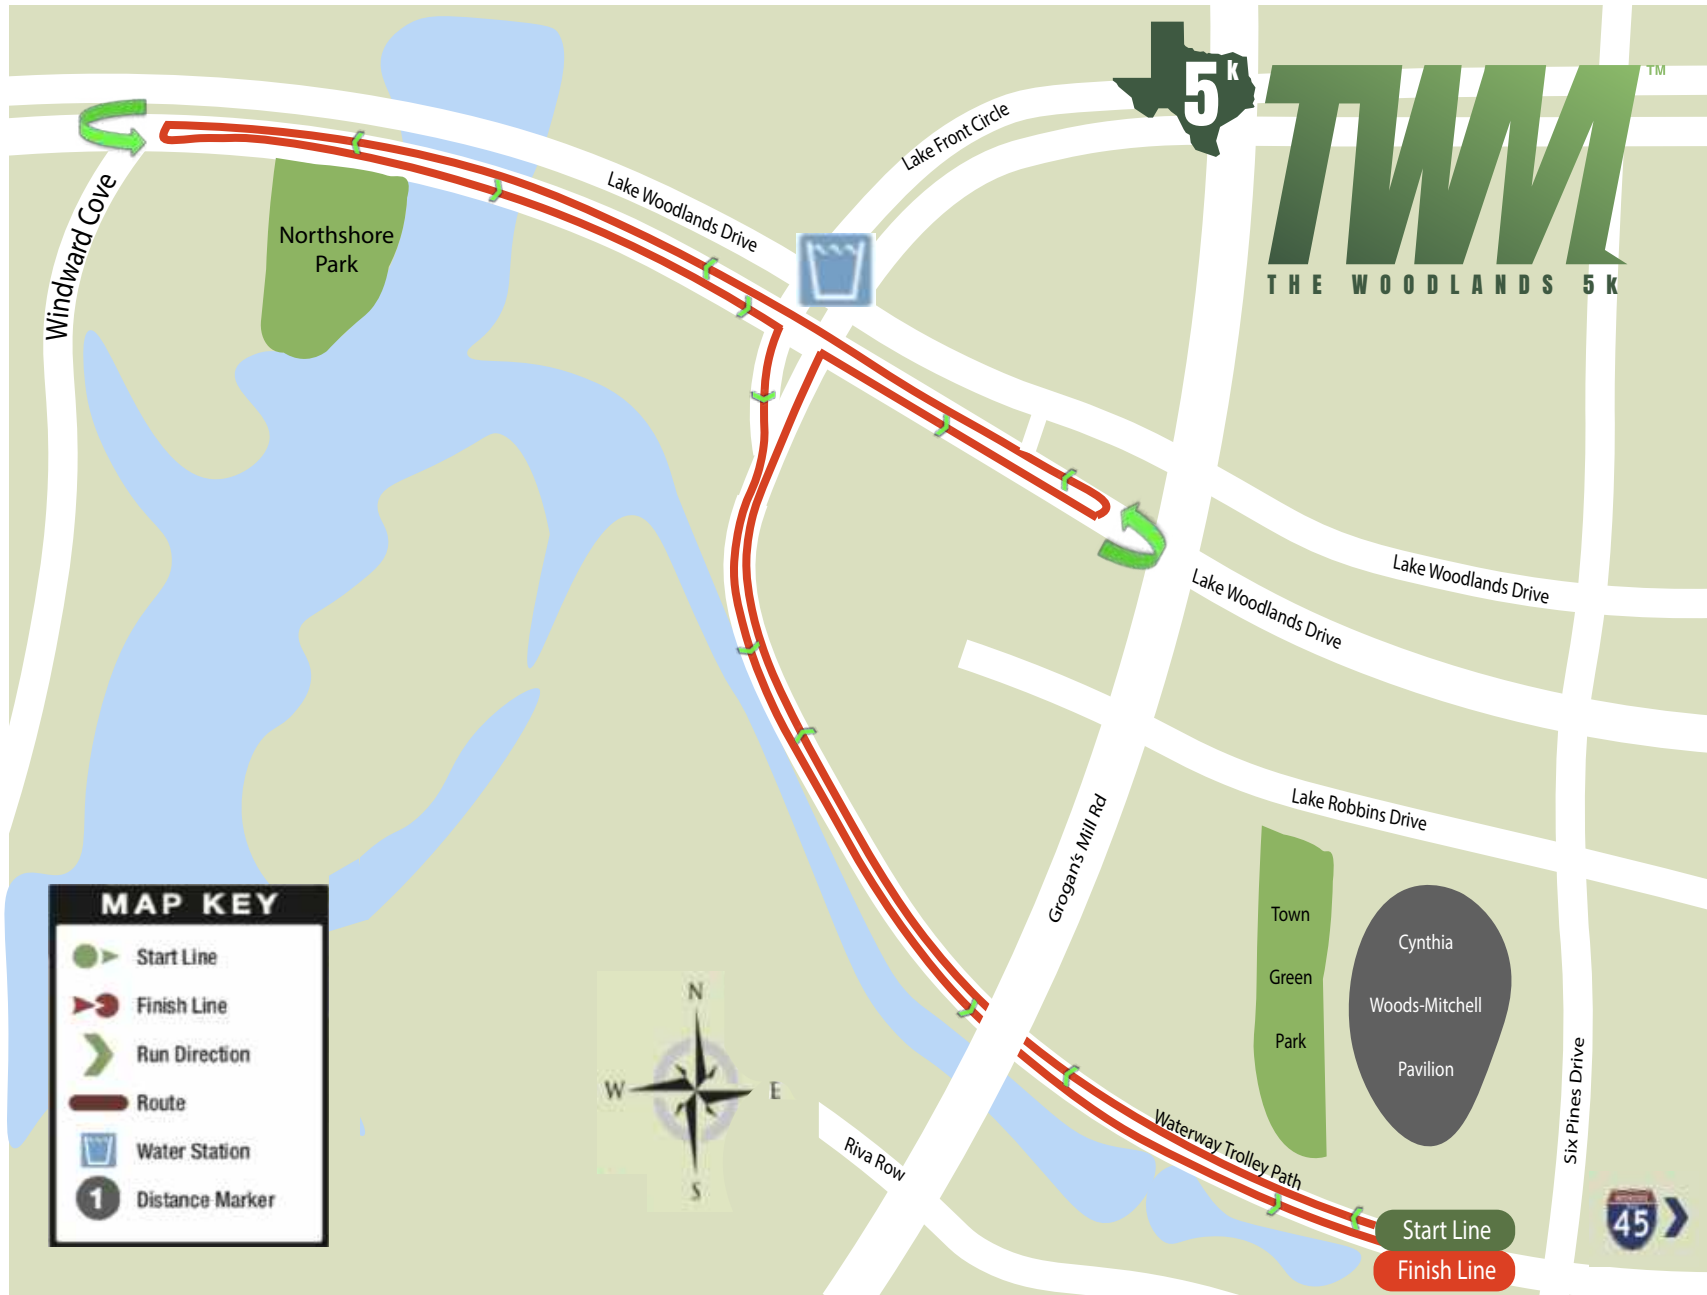 5k
TWM™
THE WOODLANDS 5k
Lake Front Circle
Lake Woodlands Drive
Windward Cove
Northshore
Park
Lake Woodlands Drive
Lake Woodlands Drive
Lake Robbins Drive
Grogan's Mill Rd
Town
Green
Park
Cynthia
Woods-Mitchell
Pavilion
Six Pines Drive
MAP KEY
Start Line
Finish Line
Run Direction
Route
Water Station
1 Distance Marker
N
W E
S
Riva Row
Waterway Trolley Path
45
Start Line
Finish Line